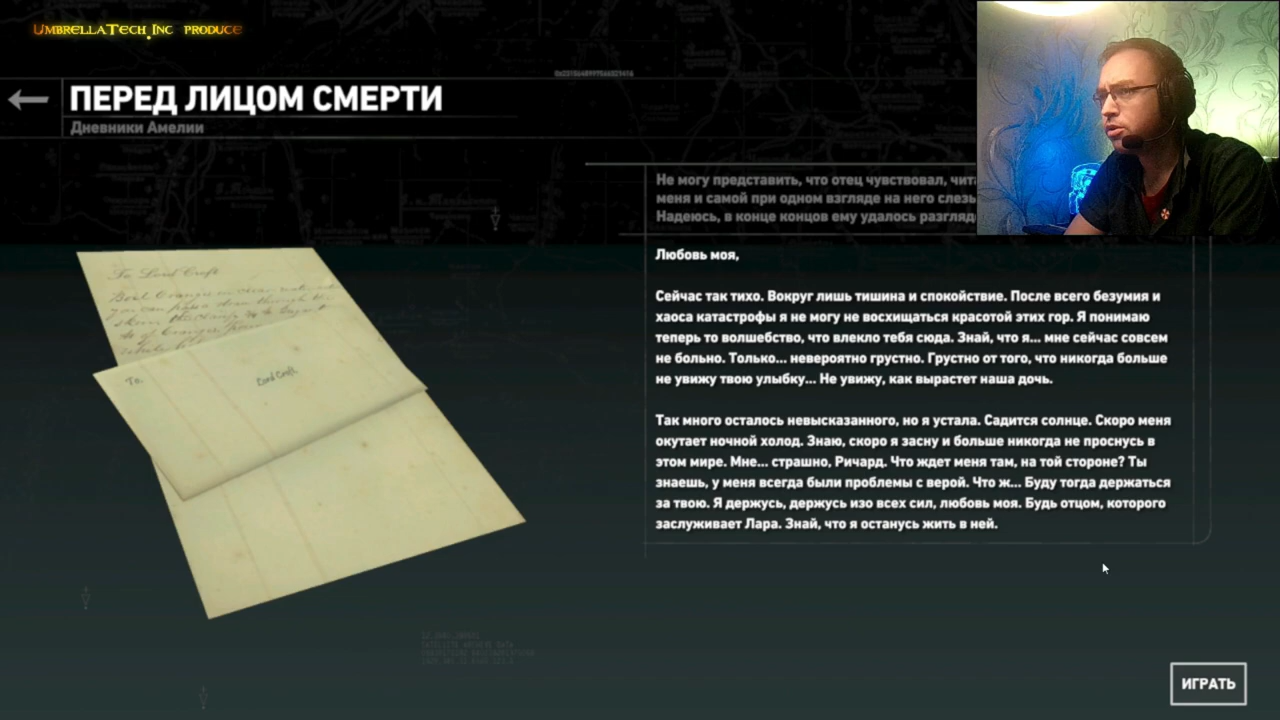 UmbrellaTech.Inc produce
ПЕРЕД ЛИЦОМ СМЕРТИ
Дневники Амелии
Не могу представить, что отец чувствовал,
меня и самой при одном взгляде на него
Надеюсь, в конце концов ему удалось
Любовь моя,
Сейчас так тихо. Вокруг лишь тишина и спокойствие. После всего безумия и
хаоса катастрофы я не могу не восхищаться красотой этих гор. Я понимаю
теперь то волшебство, что влекло тебя сюда. Знай, что я... мне сейчас совсем
не больно. Только... невероятно грустно. Грустно от того, что никогда больше
не увижу твою улыбку... Не увижу, как вырастет наша дочь.
Так много осталось невысказанного, но я устала. Садится солнце. Скоро меня
окутает ночной холод. Знаю, скоро я засну и больше никогда не проснусь в
этом мире. Мне... страшно, Ричард. Что ждет меня там, на той стороне? Ты
знаешь, у меня всегда были проблемы с верой. Что ж... Буду тогда держаться
за твою. Я держусь, держусь изо всех сил, любовь моя. Будь отцом, которого
заслуживает Лара. Знай, что я останусь жить в ней.
To Lord Croft
To.
Lord Croft
ИГРАТЬ